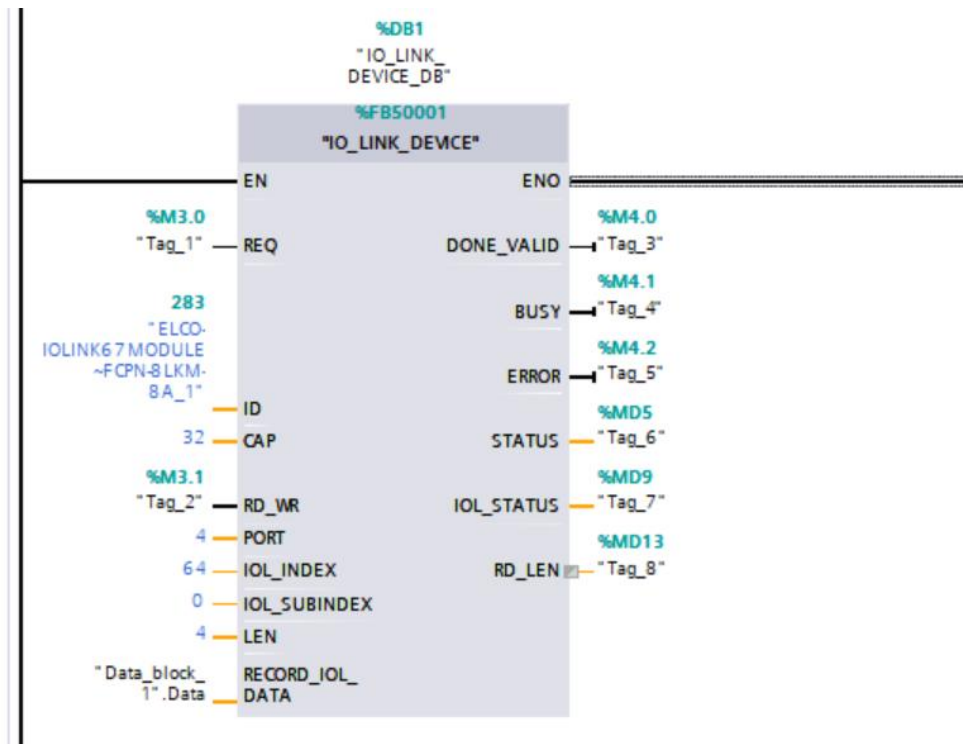 %DB1
"IO_LINK_
DEVICE_DB"
%FB50001
"IO_LINK_DEVICE"
EN
ENO
%M3.0
"Tag_1"
REQ
DONE_VALID
%M4.0
"Tag_3"
283
"ELCO-
IOLINK67MODULE
~FCPN-8LKM-
8A_1"
ID
BUSY
%M4.1
"Tag_4"
ERROR
%M4.2
"Tag_5"
32
CAP
STATUS
%MD5
"Tag_6"
%M3.1
"Tag_2"
RD_WR
IOL_STATUS
%MD9
"Tag_7"
4
PORT
64
IOL_INDEX
RD_LEN
%MD13
"Tag_8"
0
IOL_SUBINDEX
4
LEN
"Data_block_
1".Data
RECORD_IOL_
DATA